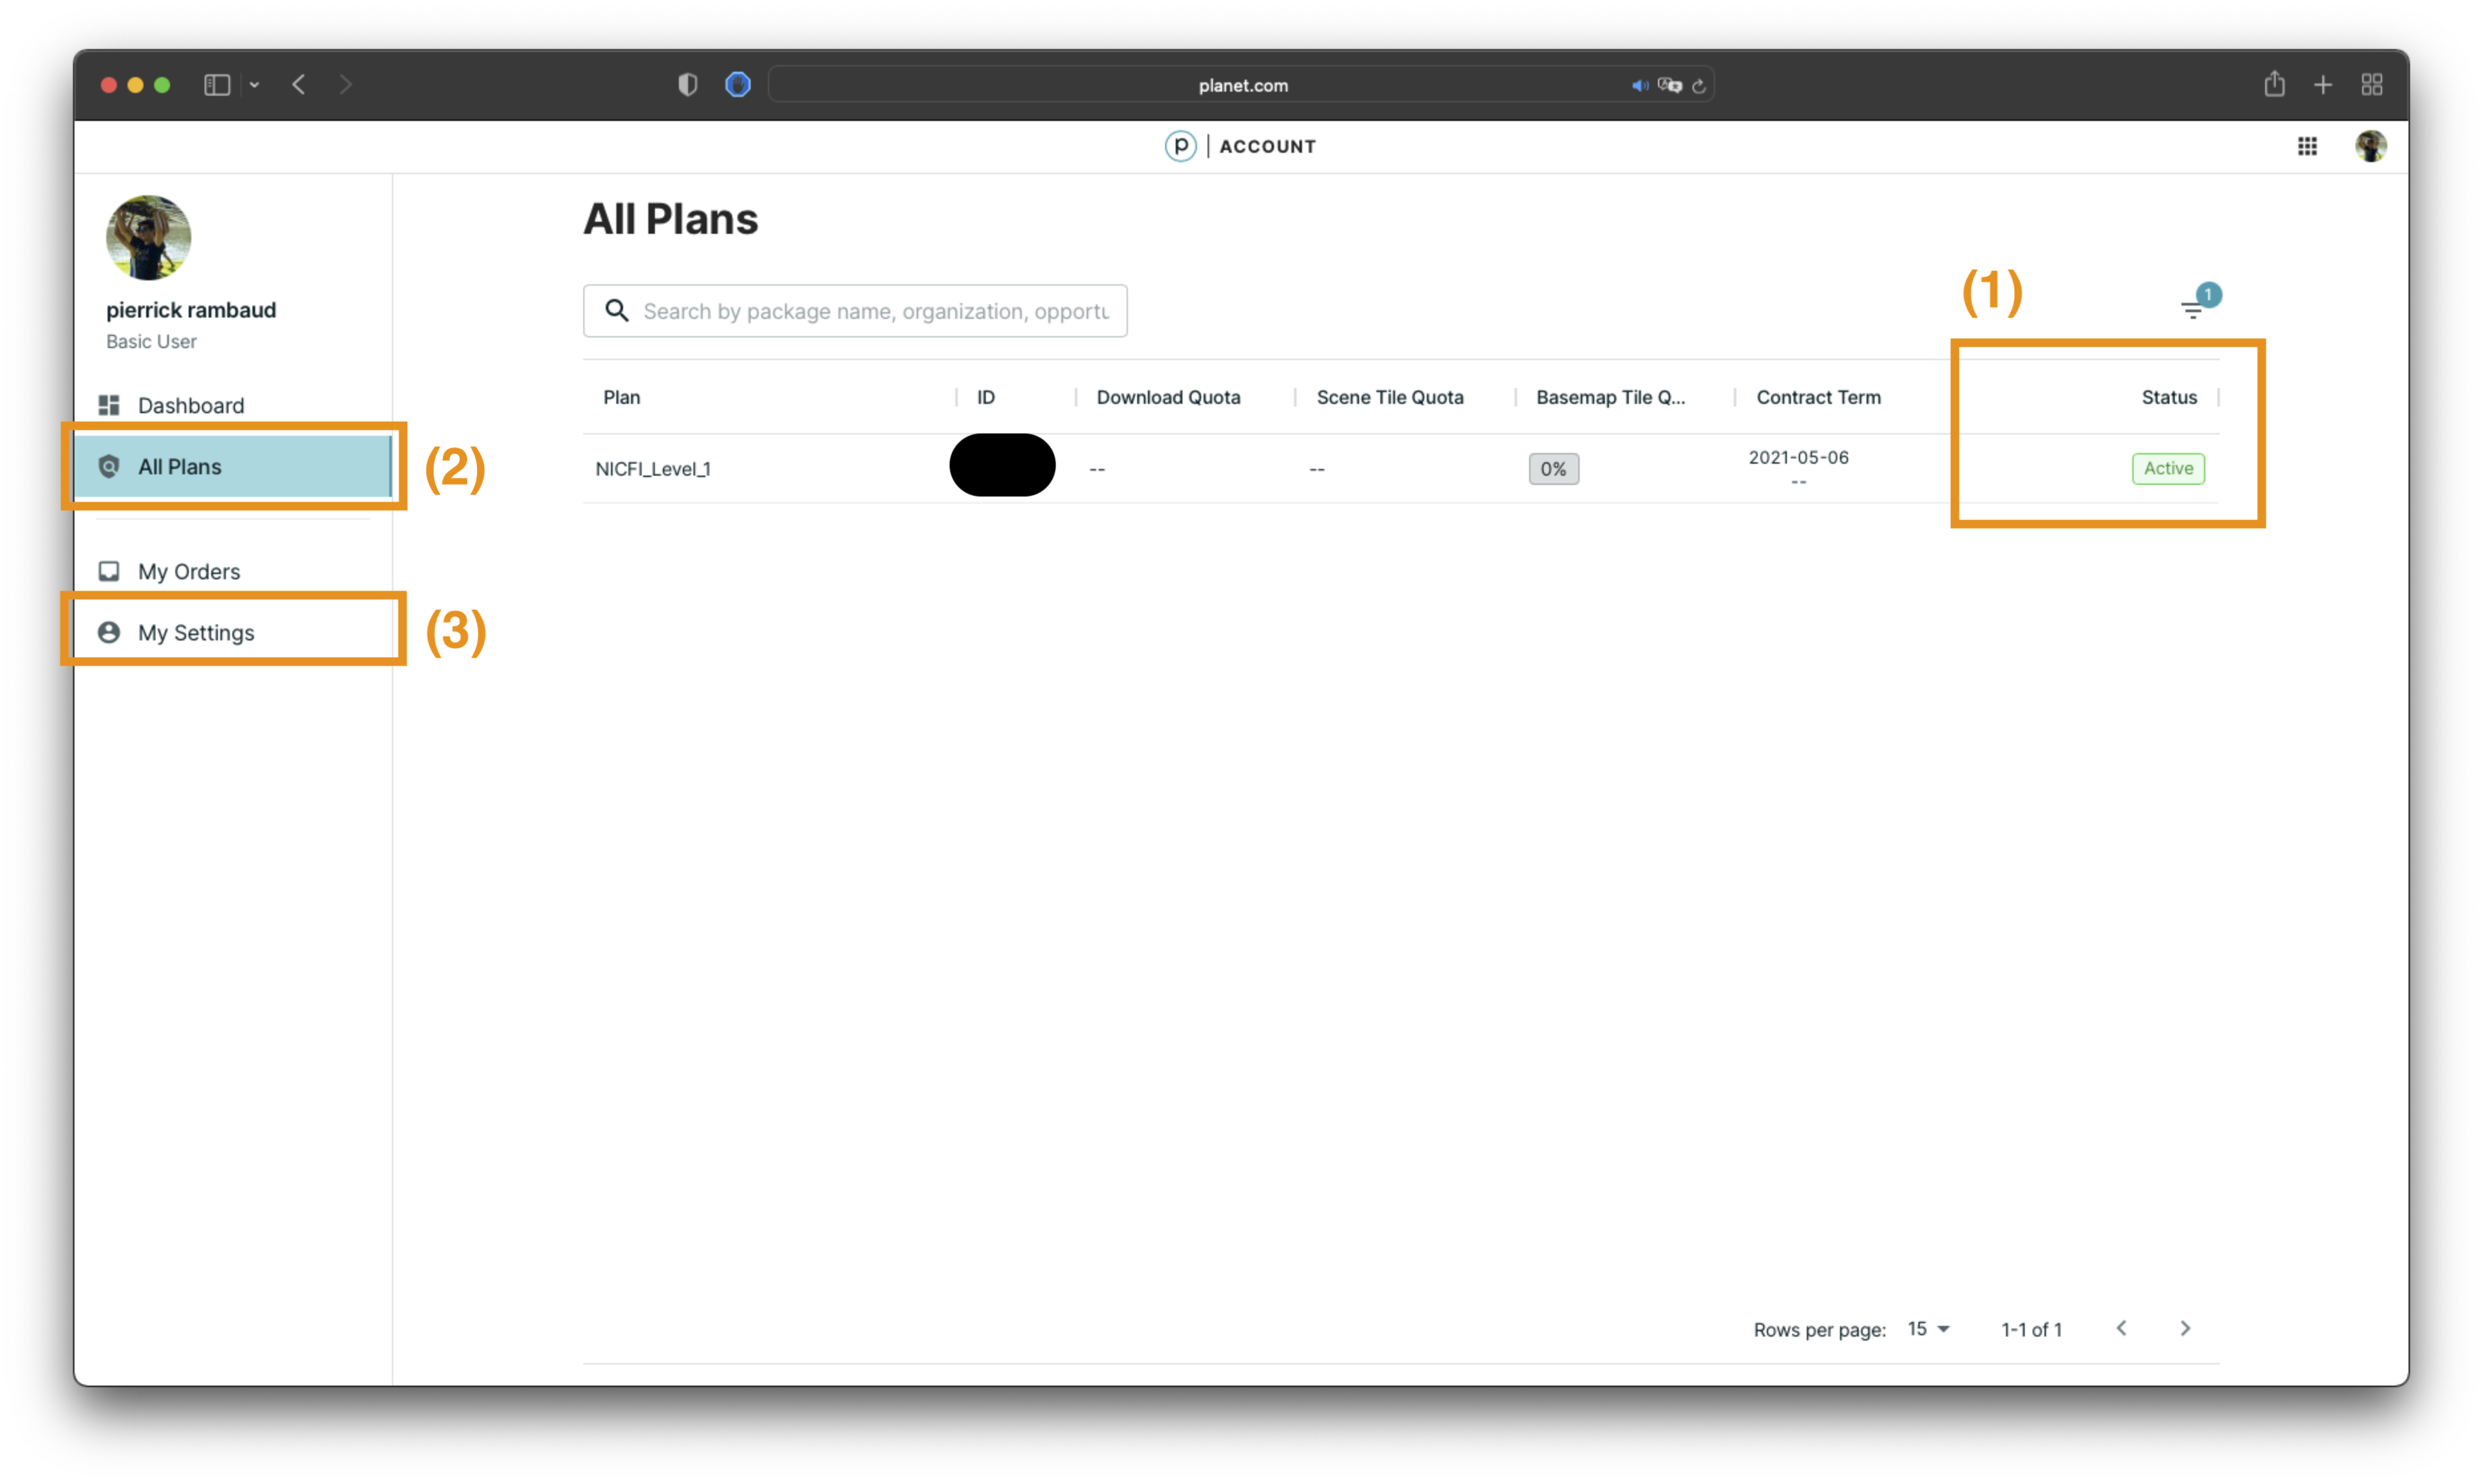 planet.com
p | ACCOUNT
pierrick rambaud
Basic User
Dashboard
All Plans
(2)
My Orders
My Settings
(3)
All Plans
Search by package name, organization, opportu
(1)
1
Plan ID Download Quota Scene Tile Quota Basemap Tile Q... Contract Term Status
NICFI_Level_1 -- -- 0% 2021-05-06 Active
--
Rows per page: 15 1-1 of 1